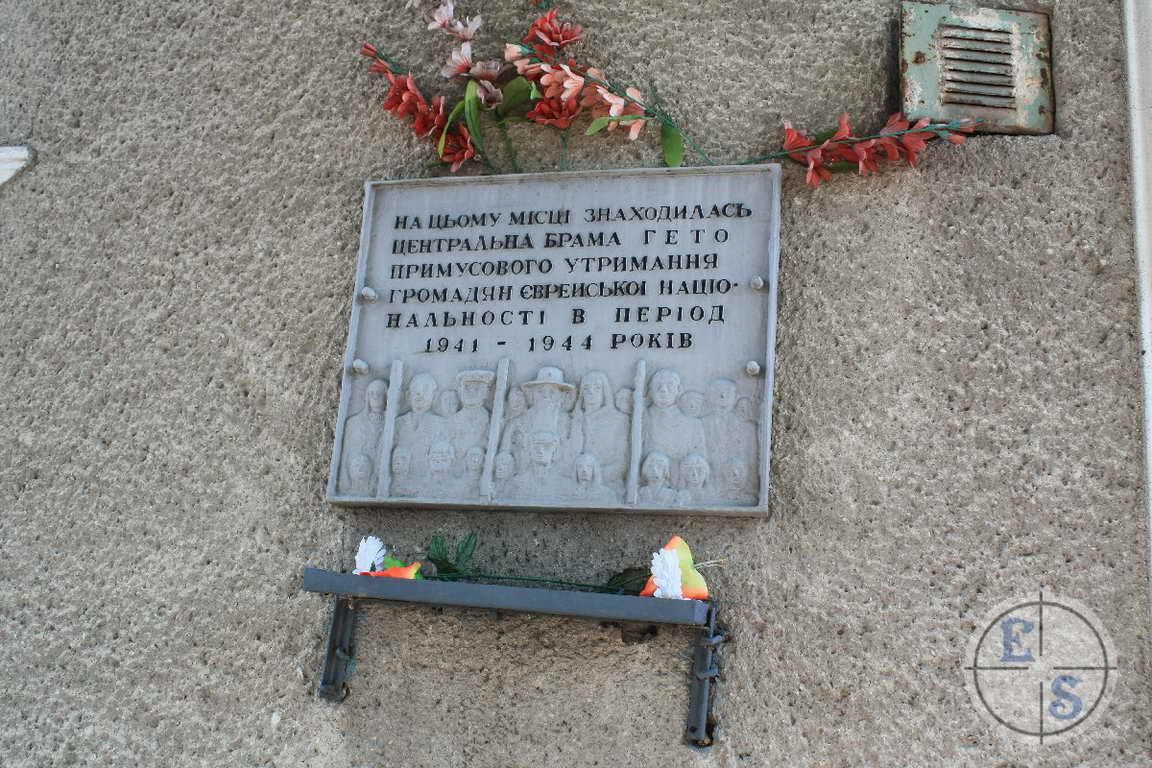 НА ЦЬОМУ МІСЦІ ЗНАХОДИЛАСЬ
ЦЕНТРАЛЬНА БРАМА ГЕТО
ПРИМУСОВОГО УТРИМАННЯ
ГРОМАДЯН ЄВРЕЙСЬКОЇ НАЦІО-
НАЛЬНОСТІ В ПЕРІОД
1941 - 1944 РОКІВ
E
S